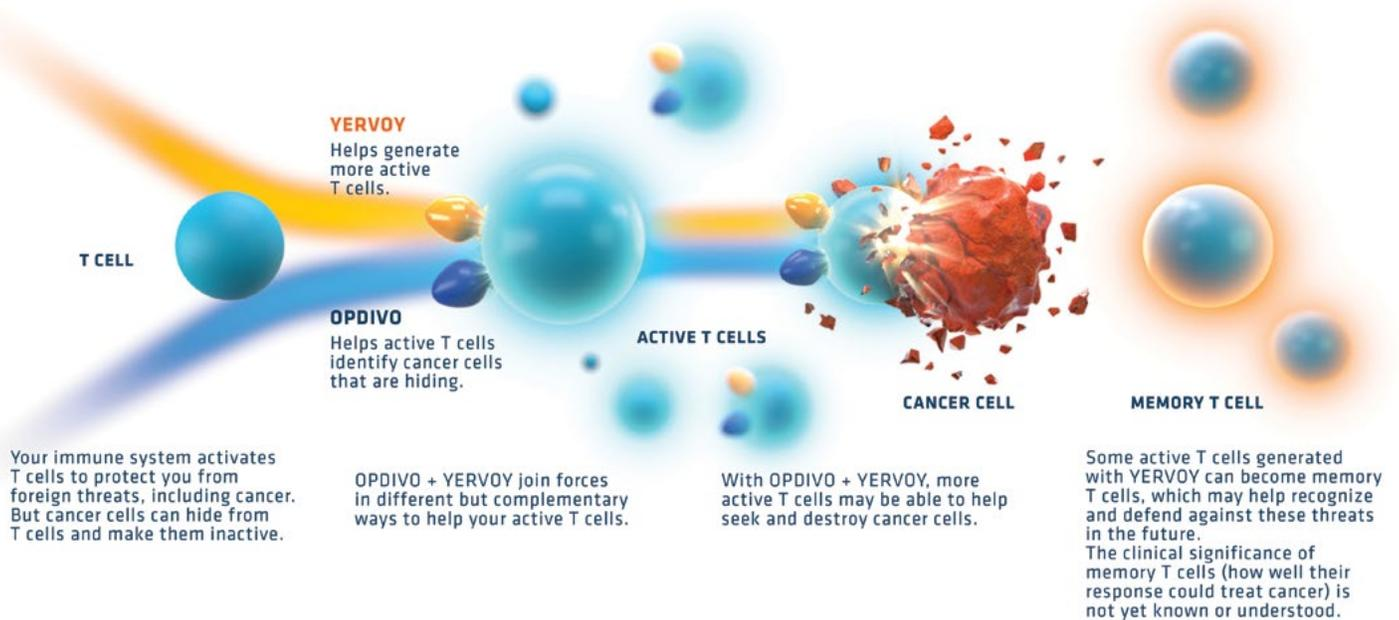 YERVOY
Helps generate
more active
T cells.
T CELL
OPDIVO
Helps active T cells
identify cancer cells
that are hiding.
ACTIVE T CELLS
CANCER CELL
MEMORY T CELL
Your immune system activates
T cells to protect you from
foreign threats, including cancer.
But cancer cells can hide from
T cells and make them inactive.
OPDIVO + YERVOY join forces
in different but complementary
ways to help your active T cells.
With OPDIVO + YERVOY, more
active T cells may be able to help
seek and destroy cancer cells.
Some active T cells generated
with YERVOY can become memory
T cells, which may help recognize
and defend against these threats
in the future.
The clinical significance of
memory T cells (how well their
response could treat cancer) is
not yet known or understood.